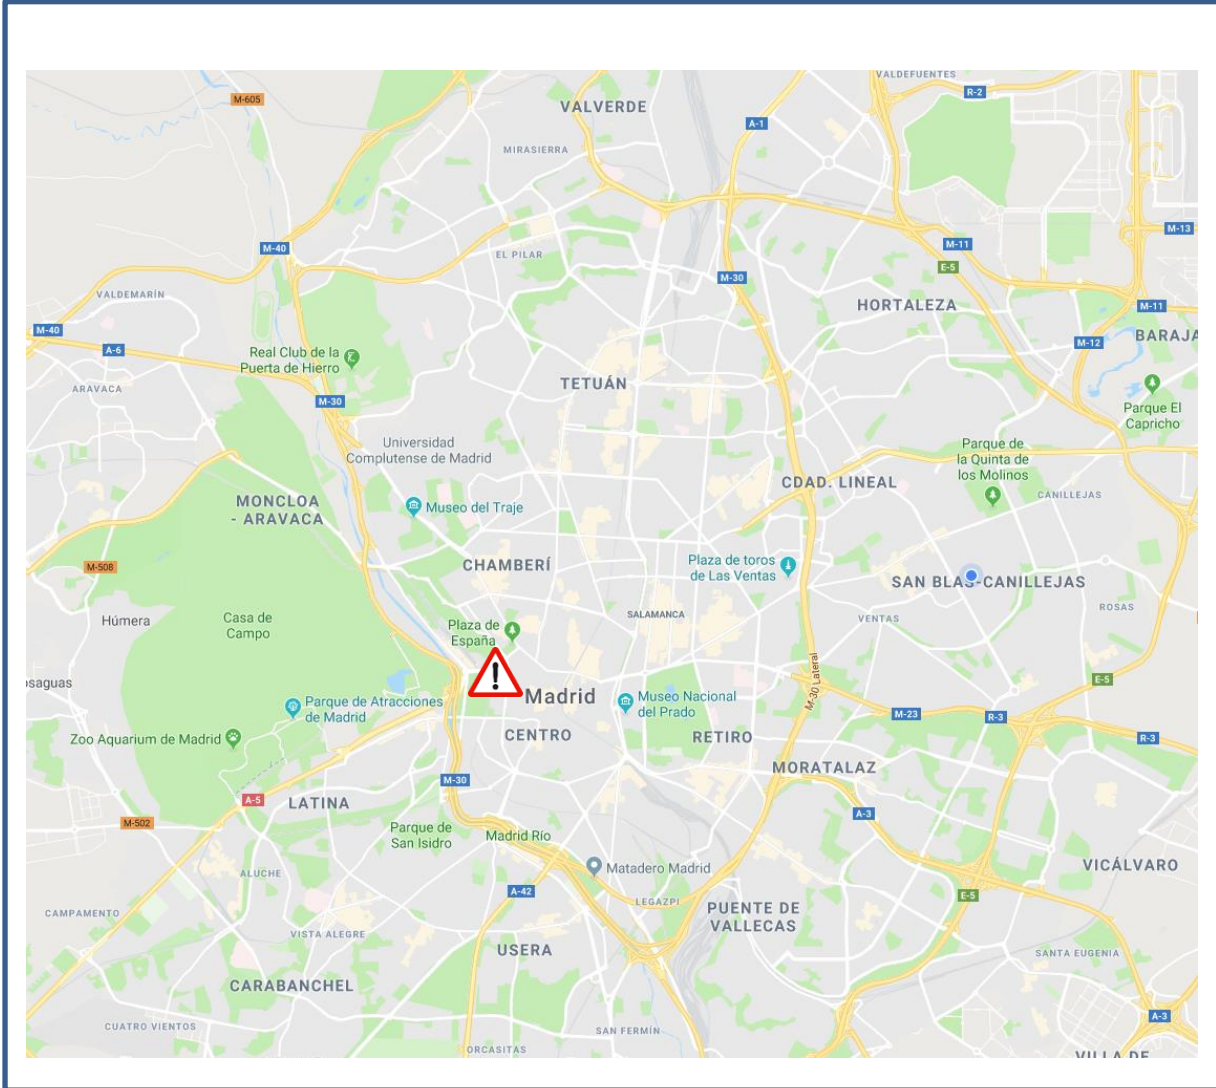 VALDEFUENTES
R-2
M-605
VALVERDE
A-1
MIRASIERRA
M-13
M-40
M-11
EL PILAR
E-5
M-30
VALDEMARÍN
HORTALEZA
M-11
M-40
M-12
BARAJA
A-6
Real Club de la
Puerta de Hierro
TETUÁN
ARAVACA
M-30
Parque El
Capricho
Universidad
Complutense de Madrid
Parque de
la Quinta de
los Molinos
CDAD. LINEAL
CANILLEJAS
MONCLOA
- ARAVACA
Museo del Traje
CHAMBERÍ
Plaza de toros
de Las Ventas
M-508
SAN BLAS-CANILLEJAS
ROSAS
Húmera
Casa de
Campo
Plaza de
España
SALAMANCA
VENTAS
M-30 Lateral
osaguas
!
E-5
Madrid
Museo Nacional
del Prado
Parque de Atracciones
de Madrid
M-23
R-3
R-3
Zoo Aquarium de Madrid
CENTRO
RETIRO
MORATALAZ
M-30
A-5
LATINA
A-3
M-502
Parque de
San Isidro
Madrid Río
Matadero Madrid
VICÁLVARO
ALUCHE
A-42
E-5
LEGAZPI
PUENTE DE
VALLECAS
CAMPAMENTO
VISTA ALEGRE
USERA
SANTA EUGENIA
CARABANCHEL
A-3
CUATRO VIENTOS
SAN FERMÍN
ORCASITAS
VILLA DE